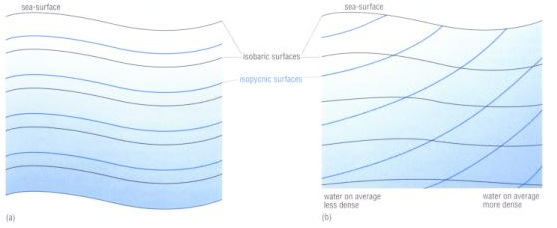 sea-surface
sea-surface
isobaric surfaces
isopycnic surfaces
water on average
less dense
water on average
more dense
(a)
(b)